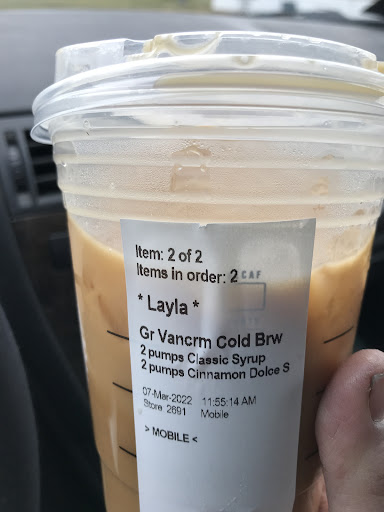 Item: 2 of 2
Items in order: 2
* Layla *
Gr Vancrm Cold Brw
2 pumps Classic Syrup
2 pumps Cinnamon Dolce S
07-Mar-2022 11:55:14 AM
Store 2691 Mobile
> MOBILE <
CAF